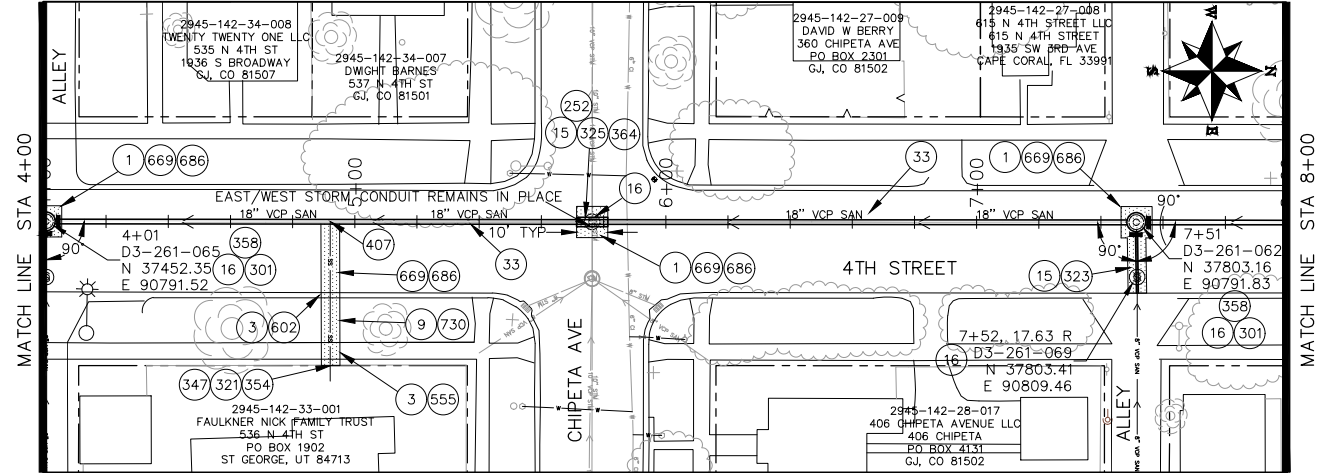 2945-142-34-008
TWENTY TWENTY ONE LLC
535 N 4TH ST
1936 S BROADWAY
GJ, CO 81507
2945-142-34-007
DWIGHT BARNES
537 N 4TH ST
GJ, CO 81501
2945-142-27-009
DAVID W BERRY
360 CHIPETA AVE
PO BOX 2301
GJ, CO 81502
2945-142-27-008
615 N 4TH STREET LLC
615 N 4TH STREET
1935 SW 3RD AVE
CAPE CORAL, FL 33991
ALLEY
W
S
N
E
252
15 325 364
1 669 686
33
1 669 686
16
5+00
6+00
7+00
MATCH LINE STA 4+00
MATCH LINE STA 8+00
EAST/WEST STORM CONDUIT REMAINS IN PLACE
18" VCP SAN
18" VCP SAN
18" VCP SAN
18" VCP SAN
10' TYP
90°
90°
90°
4+01
D3-261-065
N 37452.35
E 90791.52
358
16 301
407
33
669 686
1 669 686
4TH STREET
15 323
7+51
D3-261-062
N 37803.16
E 90791.83
358
16 301
3 602
9 730
7+52, 17.63 R
D3-261-069
N 37803.41
E 90809.46
16
347 321 354
3 555
CHIPETA AVE
ALLEY
8" VCP SAN
2945-142-33-001
FAULKNER NICK FAMILY TRUST
536 N 4TH ST
PO BOX 1902
ST GEORGE, UT 84713
2945-142-28-017
406 CHIPETA AVENUE LLC
406 CHIPETA
PO BOX 4131
GJ, CO 81502